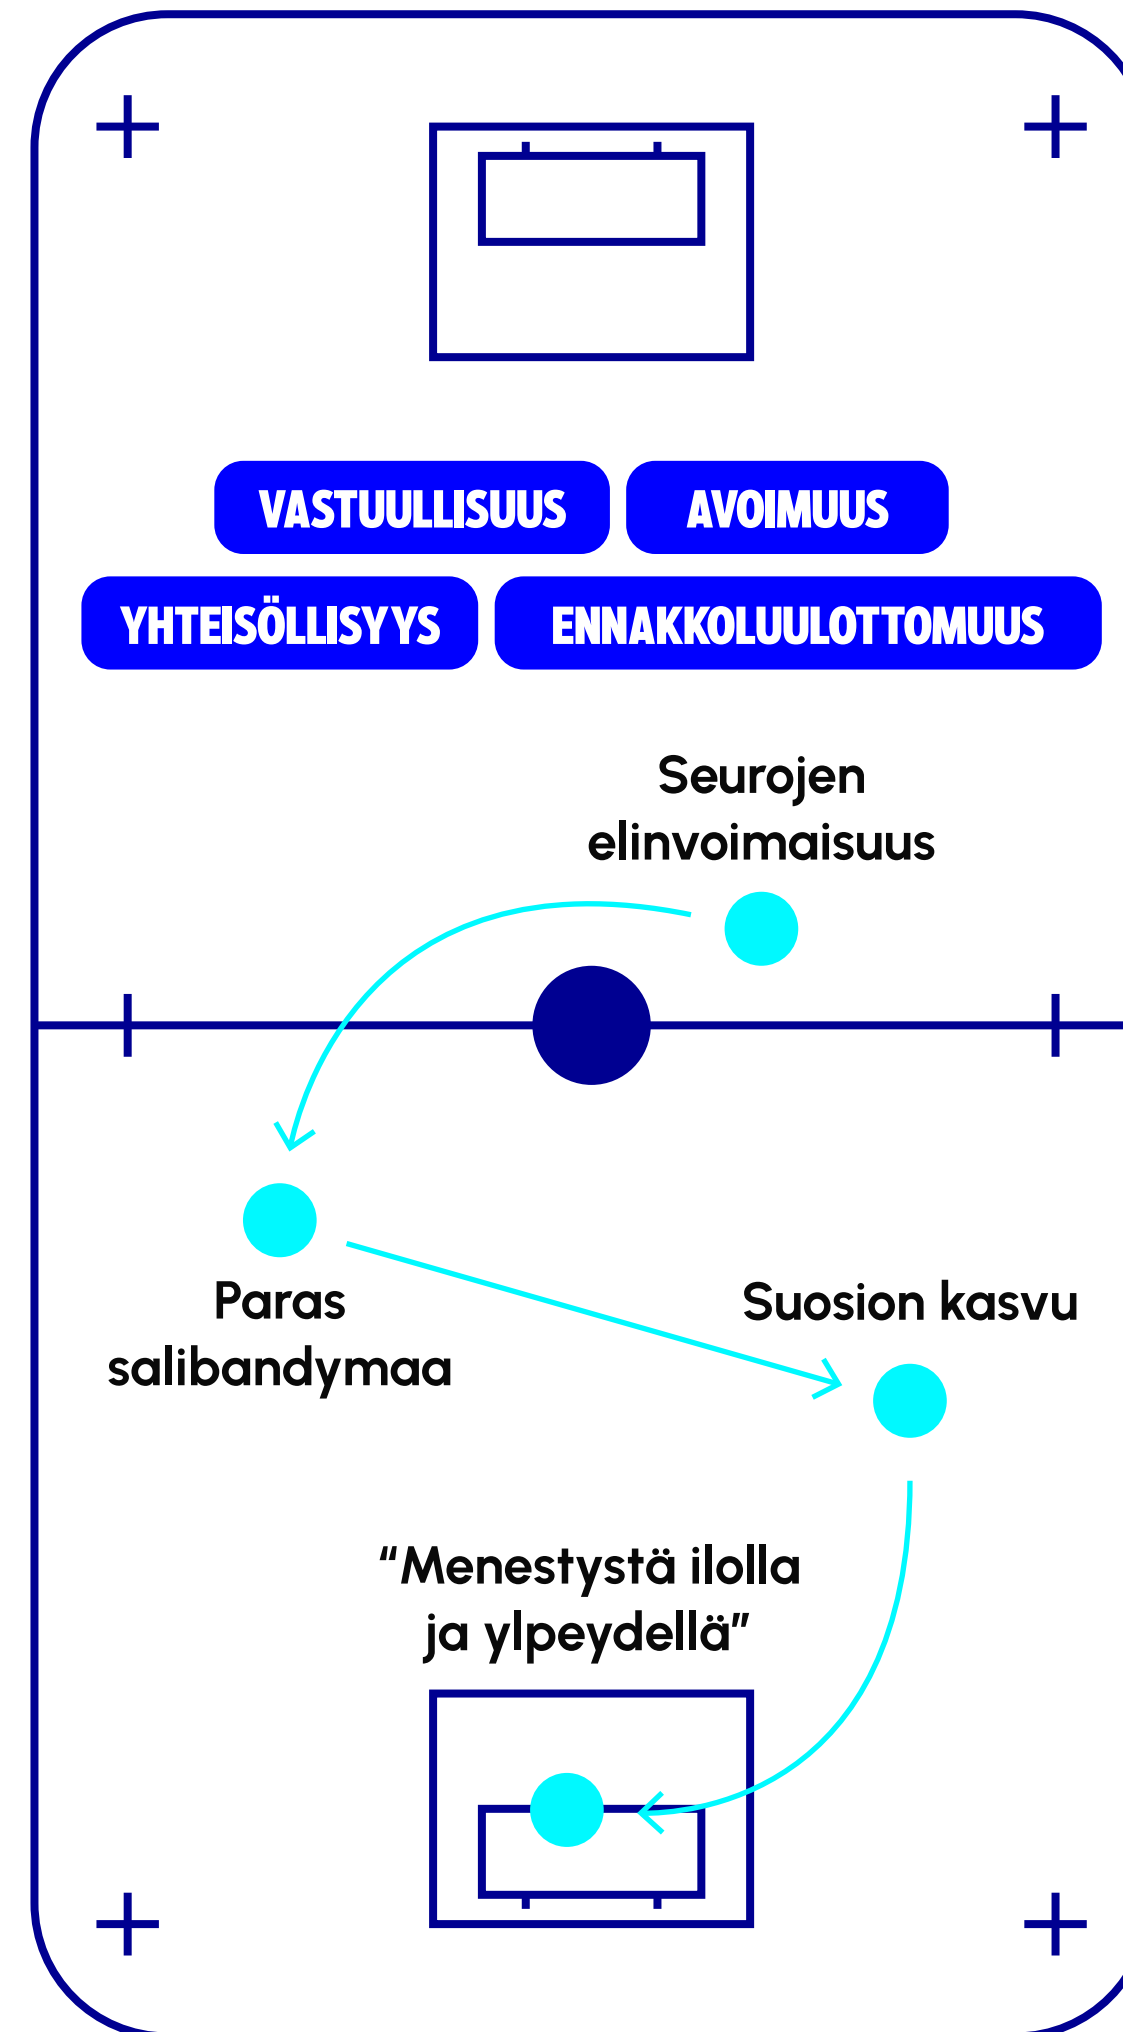 VASTUULLISUUS AVOIMUUS
YHTEISÖLLISYYS ENNAKKOLUULOTTOMUUS
Seurojen
elinvoimaisuus
Paras
salibandymaa
Suosion kasvu
“Menestystä ilolla
ja ylpeydellä”